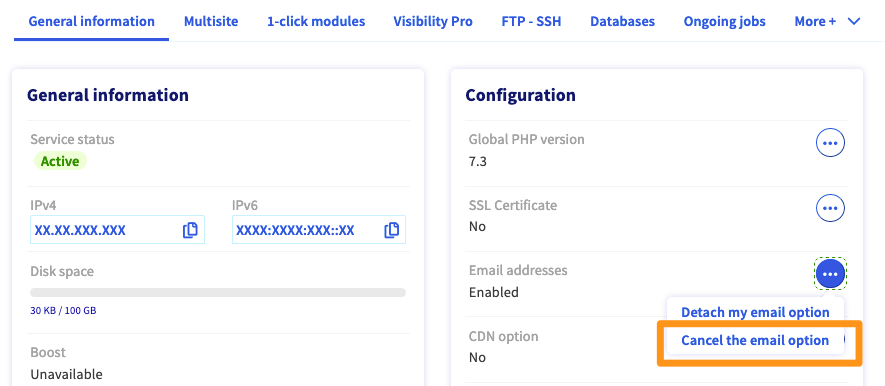 General information
Multisite
1-click modules
Visibility Pro
FTP - SSH
Databases
Ongoing jobs
More +
General information
Service status
Active
IPv4
IPv6
XX.XX.XXX.XXX
XXXX:XXXX:XXX::XX
Disk space
30 KB / 100 GB
Boost
Unavailable
Configuration
Global PHP version
7.3
SSL Certificate
No
Email addresses
Enabled
Detach my email option
Cancel the email option
CDN option
No